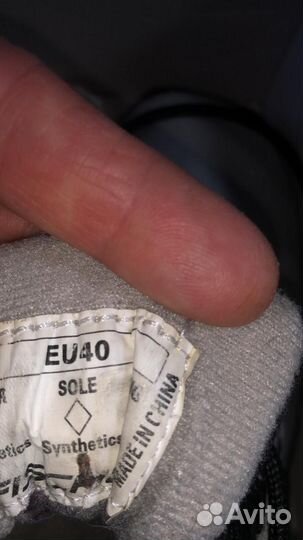 EU40
SOLE
Synthetics
MADE IN CHINA
Avito